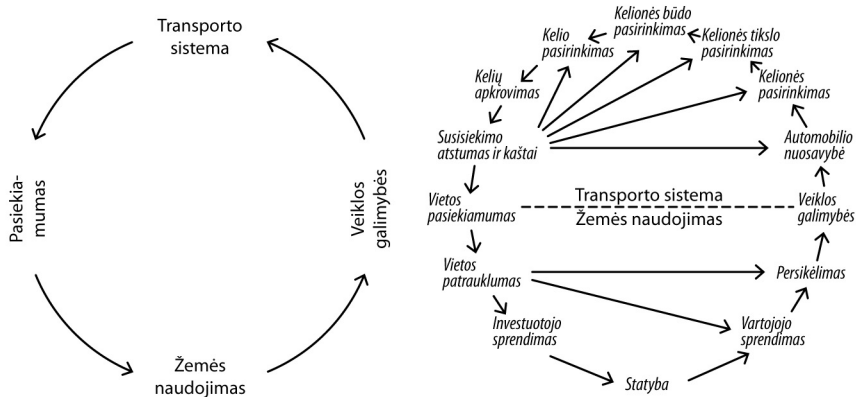 Transporto
sistema
Pasiekia-
mumas
Veiklos
galimybės
Žemės
naudojimas
Kelionės būdo
pasirinkimas
Kelionės tikslo
pasirinkimas
Kelio
pasirinkimas
Kelionės
pasirinkimas
Kelių
apkrovimas
Susisiekimo
atstumas ir kaštai
Automobilio
nuosavybė
Vietos
pasiekiamumas
Transporto sistema
Žemės naudojimas
Veiklos
galimybės
Vietos
patrauklumas
Persikėlimas
Investuotojo
sprendimas
Vartojojo
sprendimas
Statyba